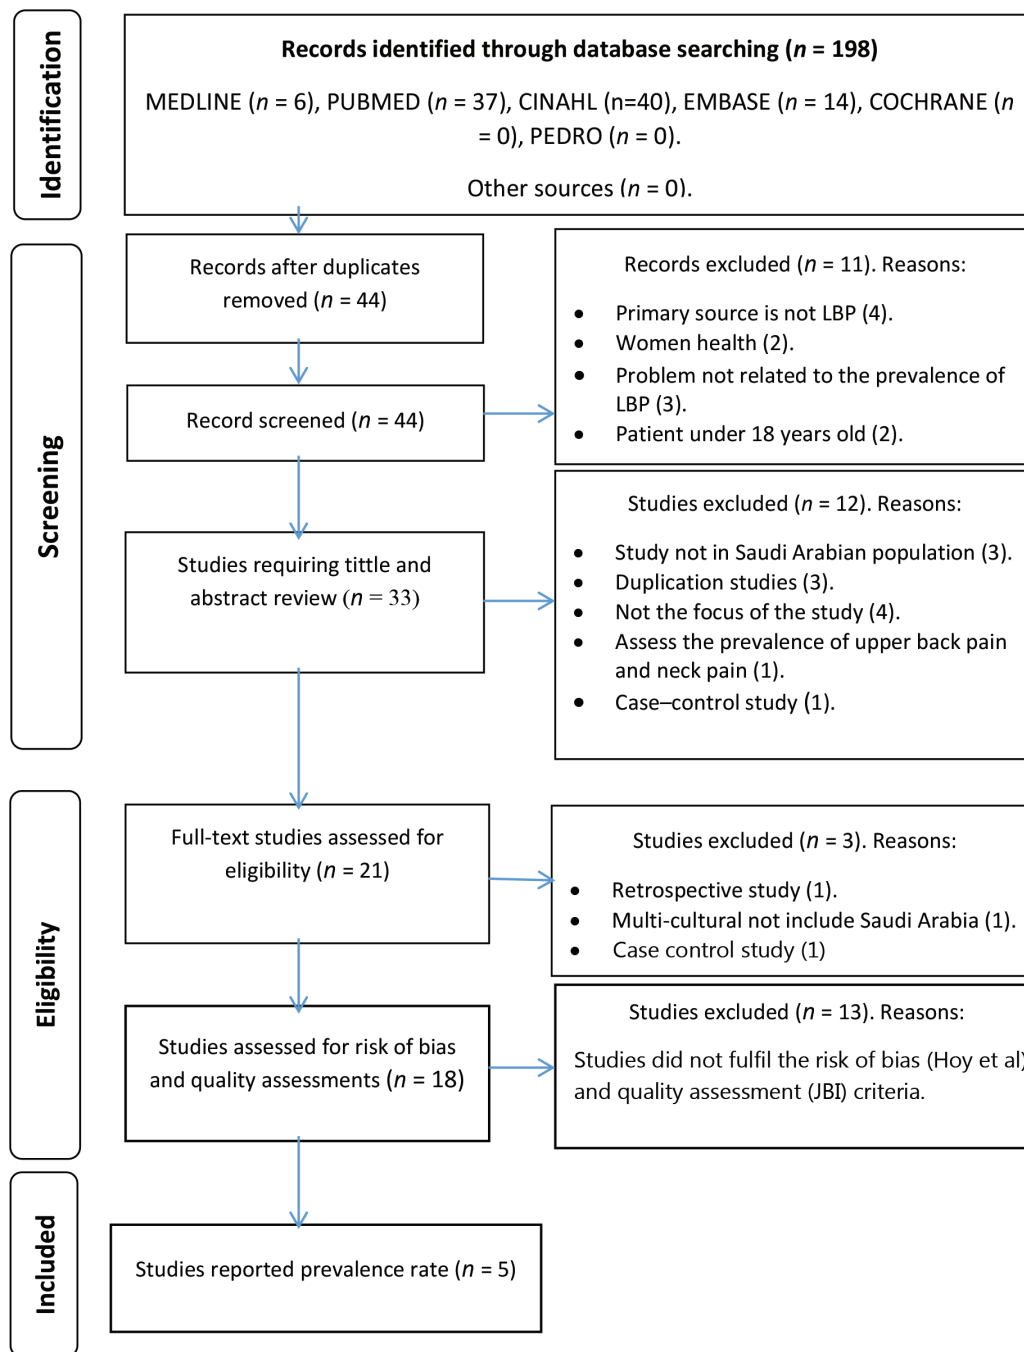 Identification
Records identified through database searching (n = 198)
MEDLINE (n = 6), PUBMED (n = 37), CINAHL (n=40), EMBASE (n = 14), COCHRANE (n
= 0), PEDRO (n = 0).
Other sources (n = 0).
Screening
Records after duplicates
removed (n = 44)
Record screened (n = 44)
Records excluded (n = 11). Reasons:
• Primary source is not LBP (4).
• Women health (2).
• Problem not related to the prevalence of
LBP (3).
• Patient under 18 years old (2).
Studies requiring tittle and
abstract review (n = 33)
Studies excluded (n = 12). Reasons:
• Study not in Saudi Arabian population (3).
• Duplication studies (3).
• Not the focus of the study (4).
• Assess the prevalence of upper back pain
and neck pain (1).
• Case–control study (1).
Eligibility
Full-text studies assessed for
eligibility (n = 21)
Studies excluded (n = 3). Reasons:
• Retrospective study (1).
• Multi-cultural not include Saudi Arabia (1).
• Case control study (1)
Studies assessed for risk of bias
and quality assessments (n = 18)
Studies excluded (n = 13). Reasons:
Studies did not fulfil the risk of bias (Hoy et al)
and quality assessment (JBI) criteria.
Included
Studies reported prevalence rate (n = 5)